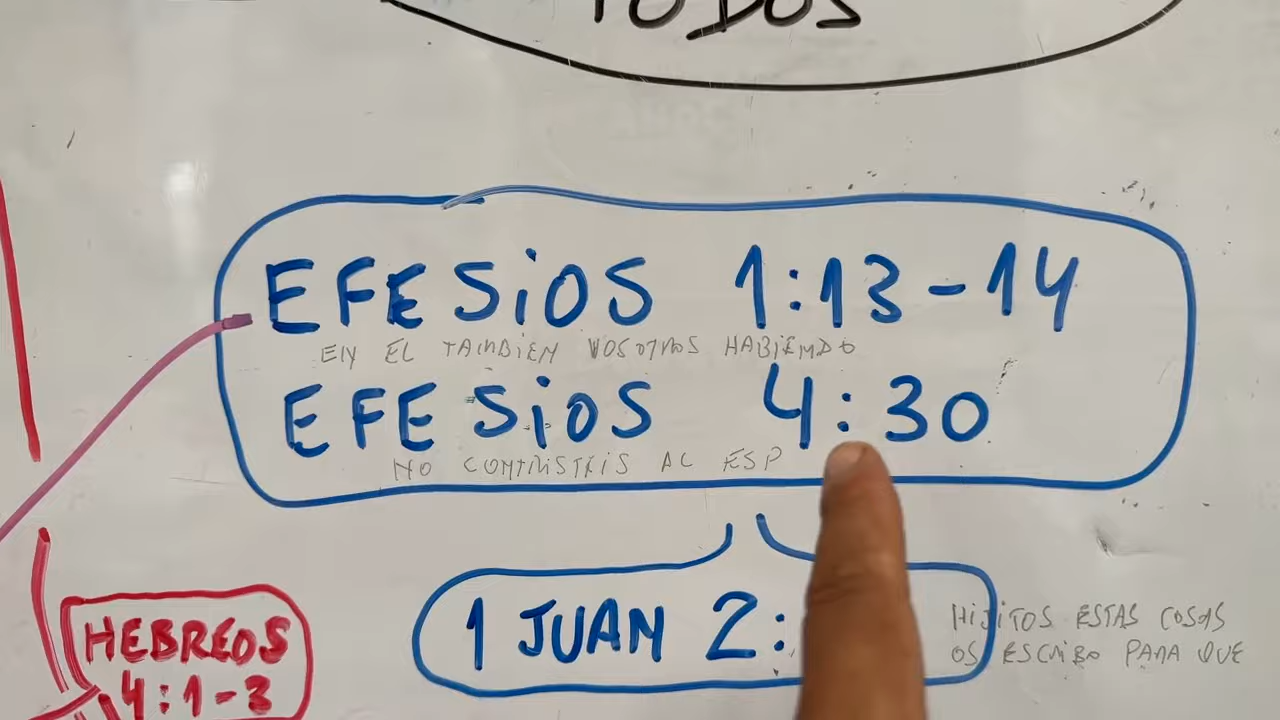 TODOS
EFESiOS 1:13-14
EN EL TAMBIEN VOSOTROS HABIENDO
EFESiOS 4:30
NO CONTRISTEIS AL ESP
1 JUAN 2:
HIJITOS ESTAS COSAS
OS ESCRIBO PARA QUE
HEBREOS
4:1-3